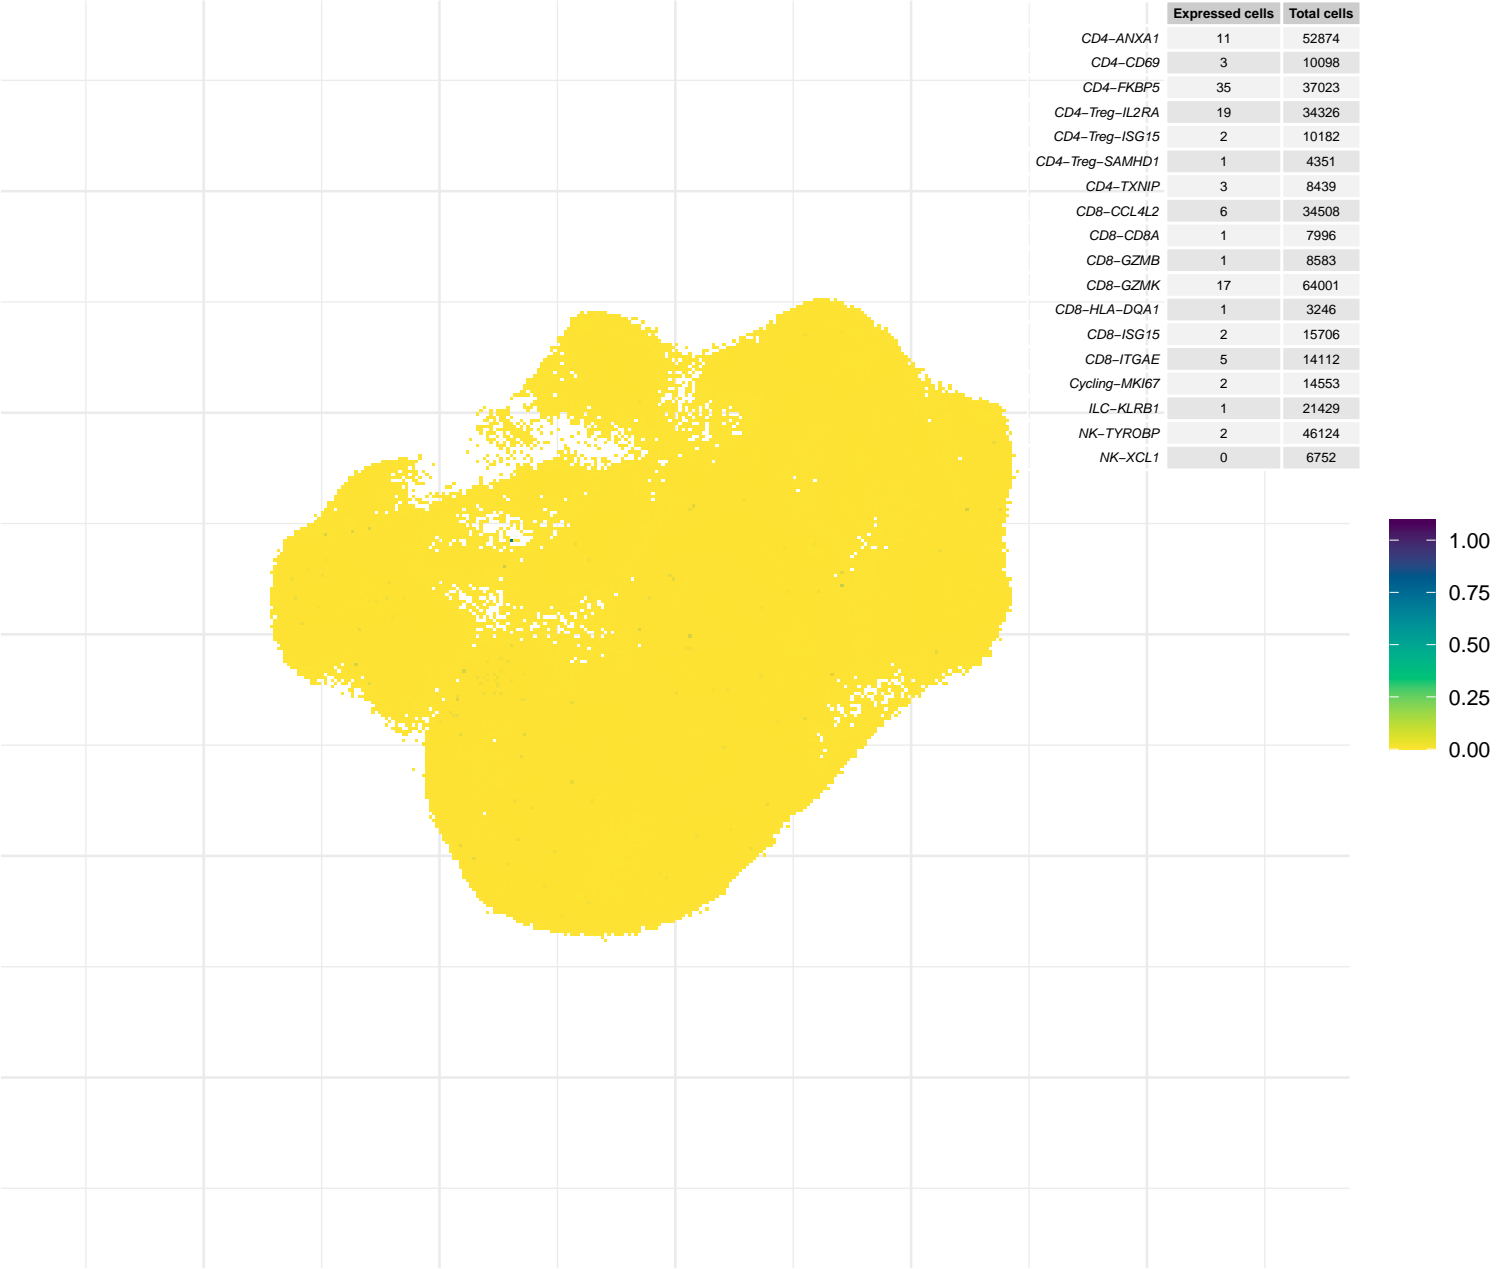 Expressed cells Total cells
CD4−ANXA1 11 52874
CD4−CD69 3 10098
CD4−FKBP5 35 37023
CD4−Treg−IL2RA 19 34326
CD4−Treg−ISG15 2 10182
CD4−Treg−SAMHD1 1 4351
CD4−TXNIP 3 8439
CD8−CCL4L2 6 34508
CD8−CD8A 1 7996
CD8−GZMB 1 8583
CD8−GZMK 17 64001
CD8−HLA−DQA1 1 3246
CD8−ISG15 2 15706
CD8−ITGAE 5 14112
Cycling−MKI67 2 14553
ILC−KLRB1 1 21429
NK−TYROBP 2 46124
NK−XCL1 0 6752
1.00
0.75
0.50
0.25
0.00